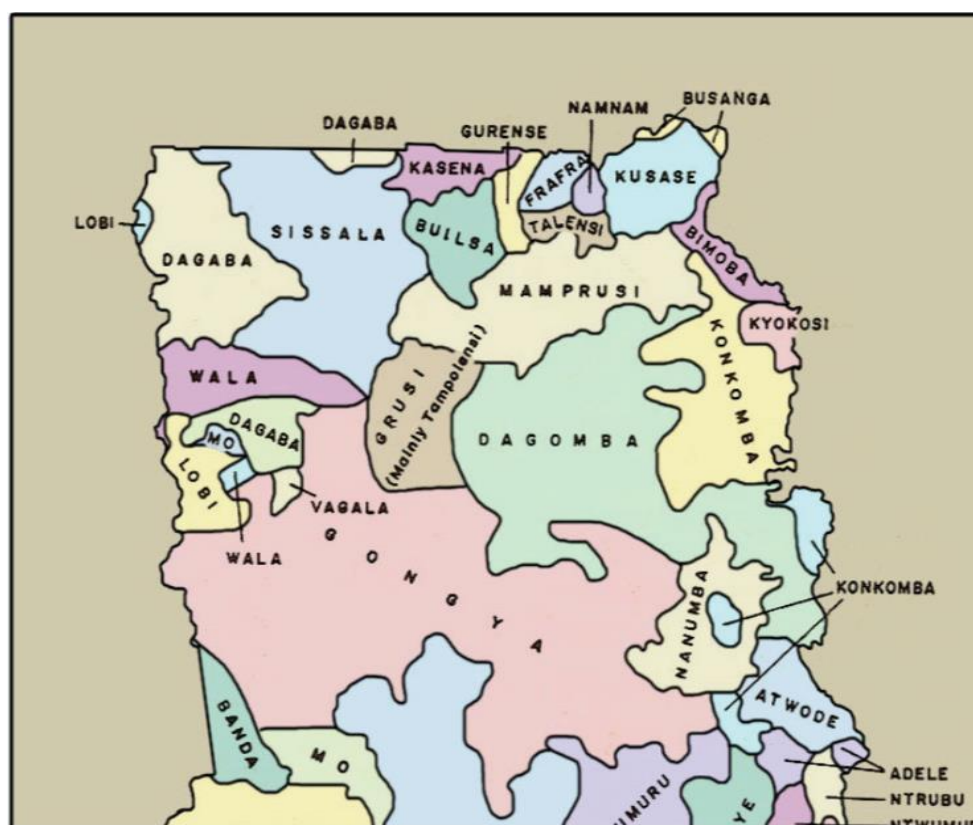 BUSANGA
NAMNAM
DAGABA
GURENSE
KASENA
FRAFRA
KUSASE
LOBI
SISSALA
BUILSA
TALENSI
DAGABA
BIMOBA
MAMPRUSI
KYOKOSI
KONKOMBA
GRUSI
(Mainly Tampolensi)
WALA
DAGABA
MO
DAGOMBA
LOBI
VAGALA
WALA
GONGYA
NANUMBA
KONKOMBA
BANDA
ATWODE
MO
ADELE
NTRUBU